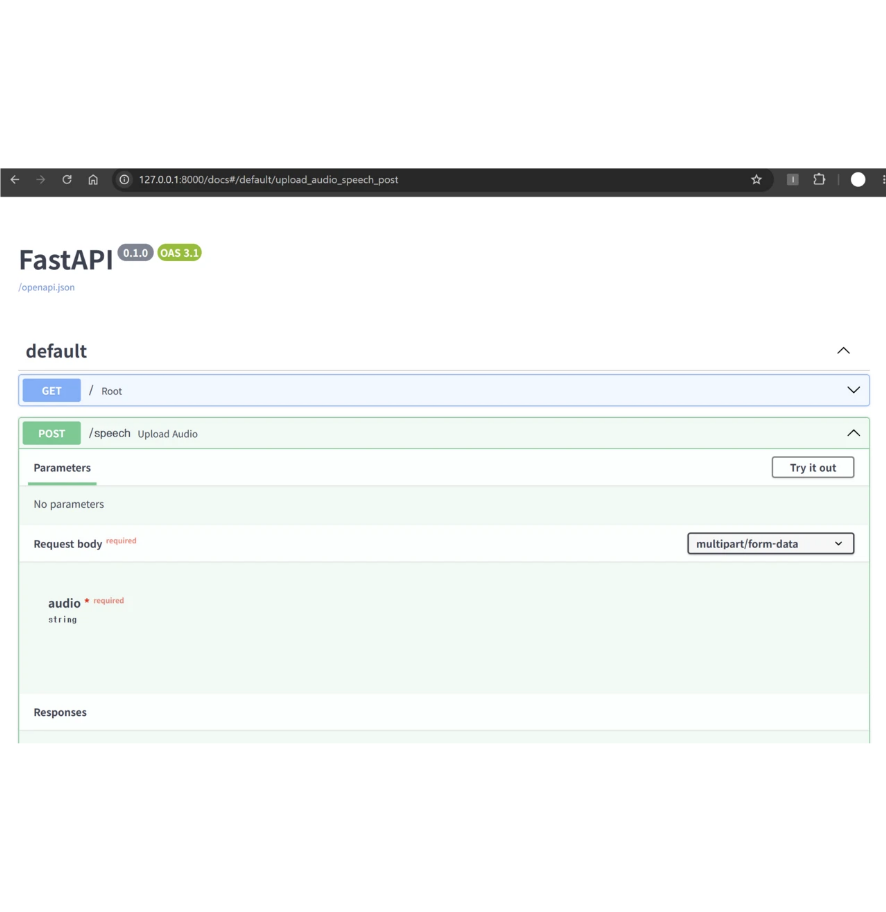 127.0.0.1:8000/docs#/default/upload_audio_speech_post
FastAPI 0.1.0 OAS 3.1
/openapi.json
default
GET / Root
POST /speech Upload Audio
Parameters Try it out
No parameters
Request body required multipart/form-data
audio * required
string
Responses